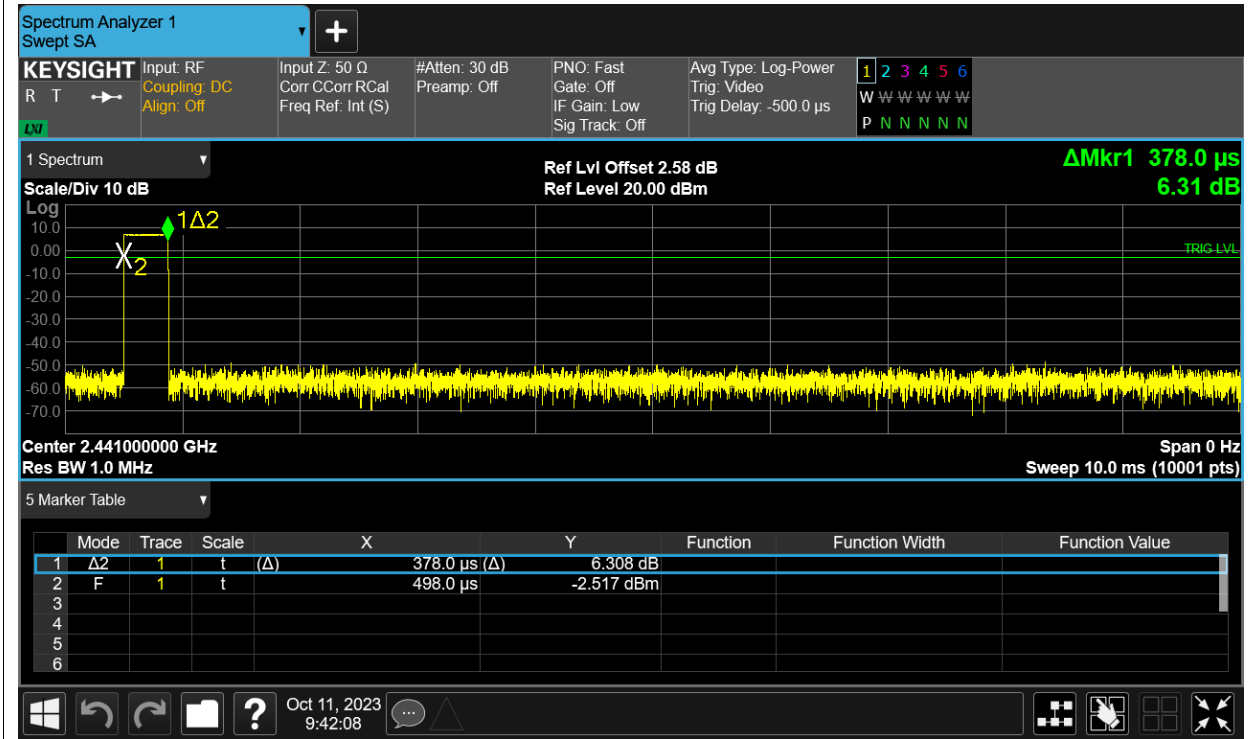 Spectrum Analyzer 1
Swept SA
KEYSIGHT
R T
LXI
Input: RF
Coupling: DC
Align: Off
Input Z: 50 Ω
Corr CCorr RCal
Freq Ref: Int (S)
#Atten: 30 dB
Preamp: Off
PNO: Fast
Gate: Off
IF Gain: Low
Sig Track: Off
Avg Type: Log-Power
Trig: Video
Trig Delay: -500.0 µs
1 2 3 4 5 6
W W W W W W
P N N N N N
1 Spectrum
Scale/Div 10 dB
Ref Lvl Offset 2.58 dB
Ref Level 20.00 dBm
ΔMkr1 378.0 µs
6.31 dB
Log
10.0
0.00
-10.0
-20.0
-30.0
-40.0
-50.0
-60.0
-70.0
1Δ2
X2
TRIG LVL
Center 2.441000000 GHz
Res BW 1.0 MHz
Span 0 Hz
Sweep 10.0 ms (10001 pts)
5 Marker Table
Mode Trace Scale X Y Function Function Width Function Value
1 Δ2 1 t (Δ) 378.0 µs (Δ) 6.308 dB
2 F 1 t 498.0 µs -2.517 dBm
3
4
5
6
?
Oct 11, 2023
9:42:08